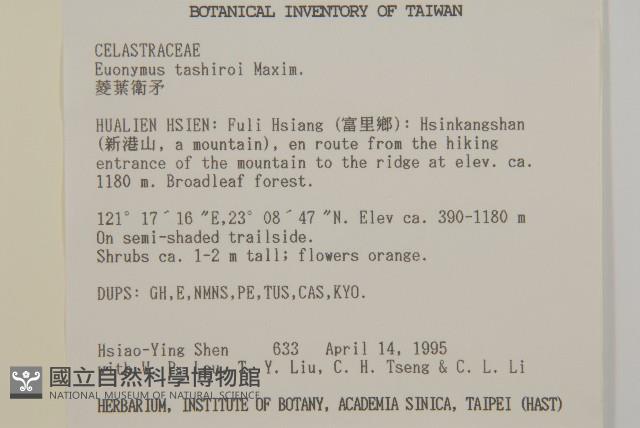 BOTANICAL INVENTORY OF TAIWAN
CELASTRACEAE
Euonymus tashiroi Maxim.
菱葉衛矛
HUALIEN HSIEN: Fuli Hsiang (富里鄉): Hsinkangshan
(新港山, a mountain), en route from the hiking
entrance of the mountain to the ridge at elev. ca.
1180 m. Broadleaf forest.
121° 17´16 ″E,23° 08´47 ″N. Elev ca. 390-1180 m
On semi-shaded trailside.
Shrubs ca. 1-2 m tall; flowers orange.
DUPS: GH,E,NMNS,PE,TUS,CAS,KYO.
Hsiao-Ying Shen 633 April 14, 1995
with Y. Liu, C. H. Tseng & C. L. Li
國立自然科學博物館
NATIONAL MUSEUM OF NATURAL SCIENCE
HERBARIUM, INSTITUTE OF BOTANY, ACADEMIA SINICA, TAIPEI (HAST)